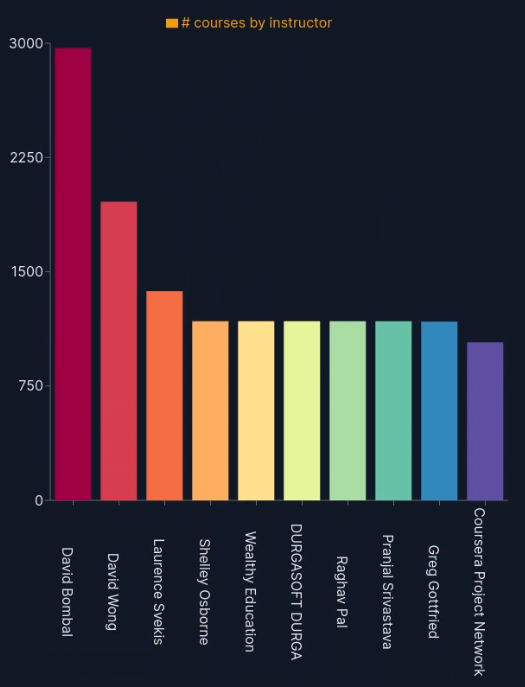 # courses by instructor
3000
2250
1500
750
0
David Bombal
David Wong
Laurence Svekis
Shelley Osborne
Wealthy Education
DURGASOFT DURGA
Raghav Pal
Pranjal Srivastava
Greg Gottfried
Coursera Project Network